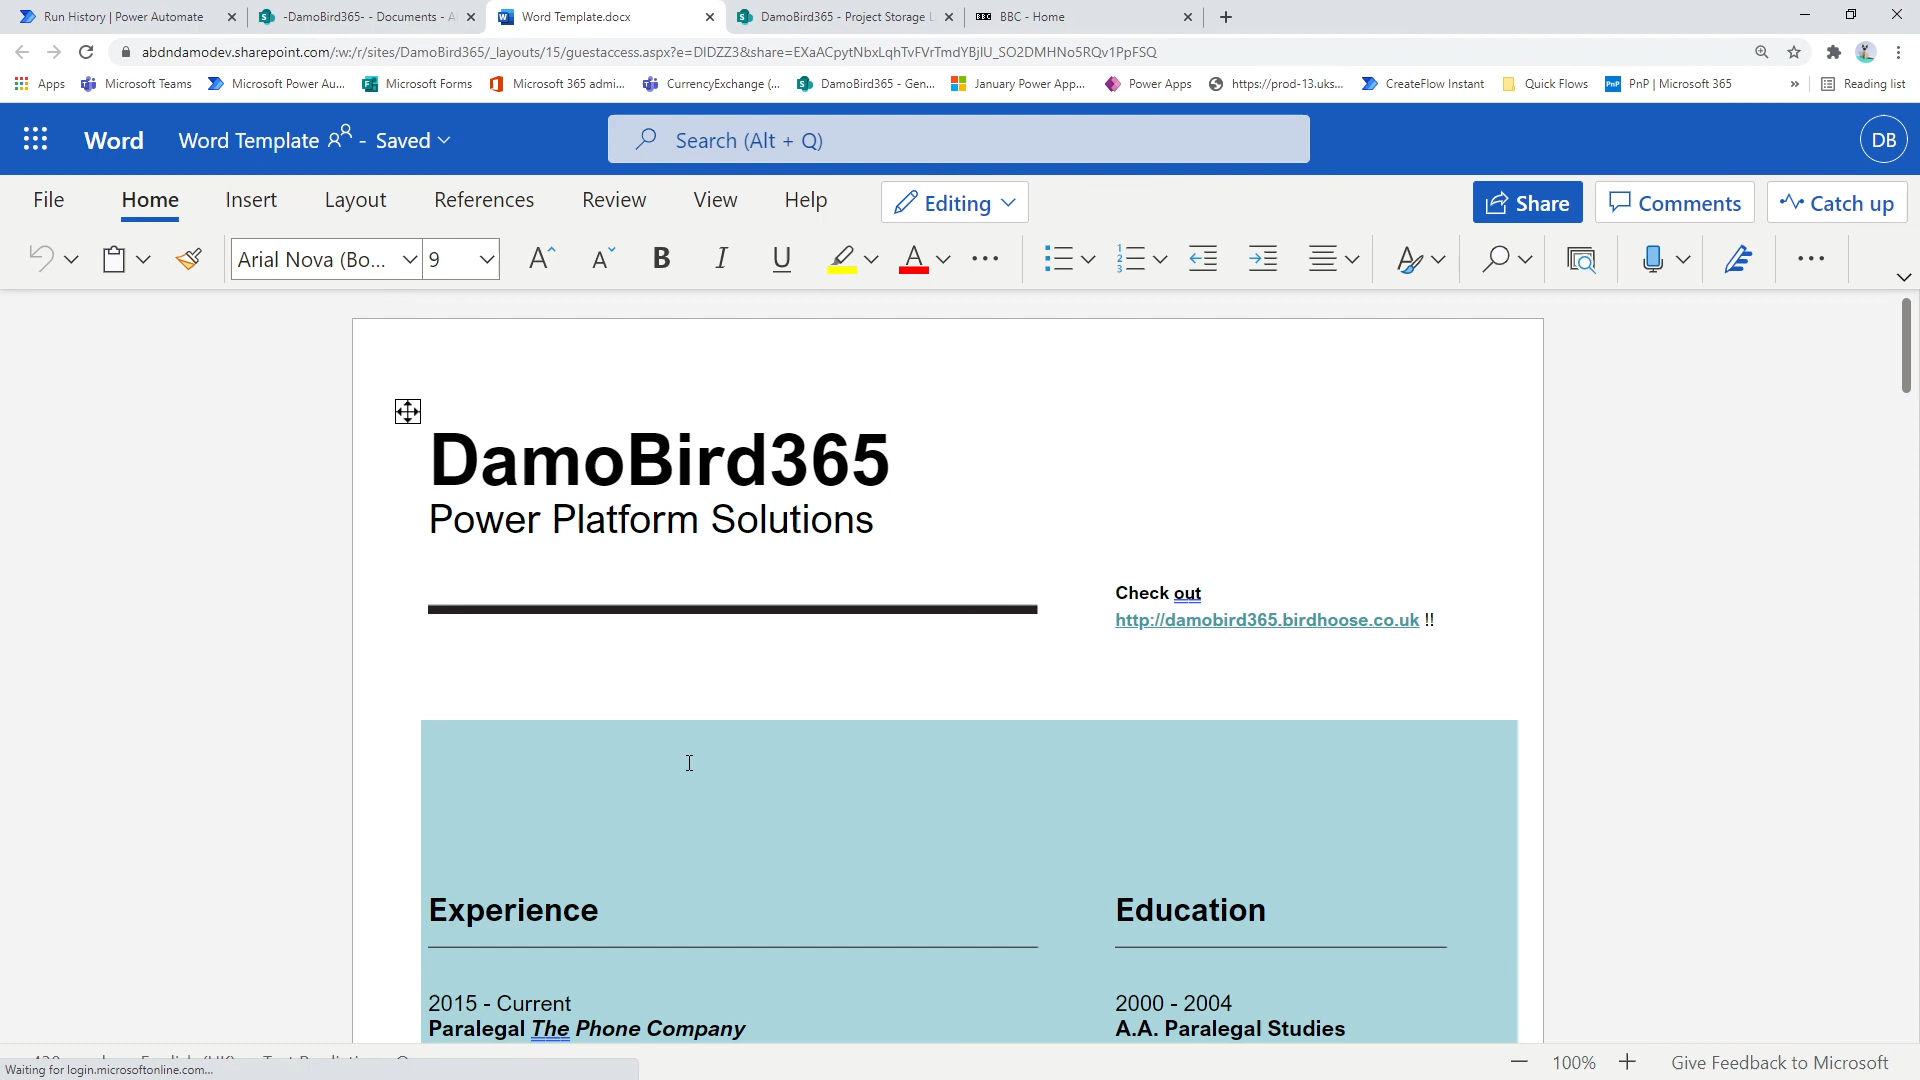 Run History | Power Automate
-DamoBird365- - Documents - A
Word Template.docx
DamoBird365 - Project Storage L
BBC - Home
abdndamodev.sharepoint.com/:w:/r/sites/DamoBird365/_layouts/15/guestaccess.aspx?e=DIDZZ3&share=EXaACpytNbxLqhTvFVrTmdYBjlU_SO2DMHNo5RQv1PpFSQ
Apps
Microsoft Teams
Microsoft Power Au...
Microsoft Forms
Microsoft 365 admi...
CurrencyExchange (...
DamoBird365 - Gen...
January Power App...
Power Apps
https://prod-13.uks...
CreateFlow Instant
Quick Flows
PnP | Microsoft 365
»
Reading list
Word
Word Template - Saved
Search (Alt + Q)
DB
File
Home
Insert
Layout
References
Review
View
Help
Editing
Share
Comments
Catch up
Arial Nova (Bo...
9
DamoBird365
Power Platform Solutions
Check out
http://damobird365.birdhoose.co.uk !!
Experience
Education
2015 - Current
Paralegal The Phone Company
2000 - 2004
A.A. Paralegal Studies
Waiting for login.microsoftonline.com...
100%
Give Feedback to Microsoft